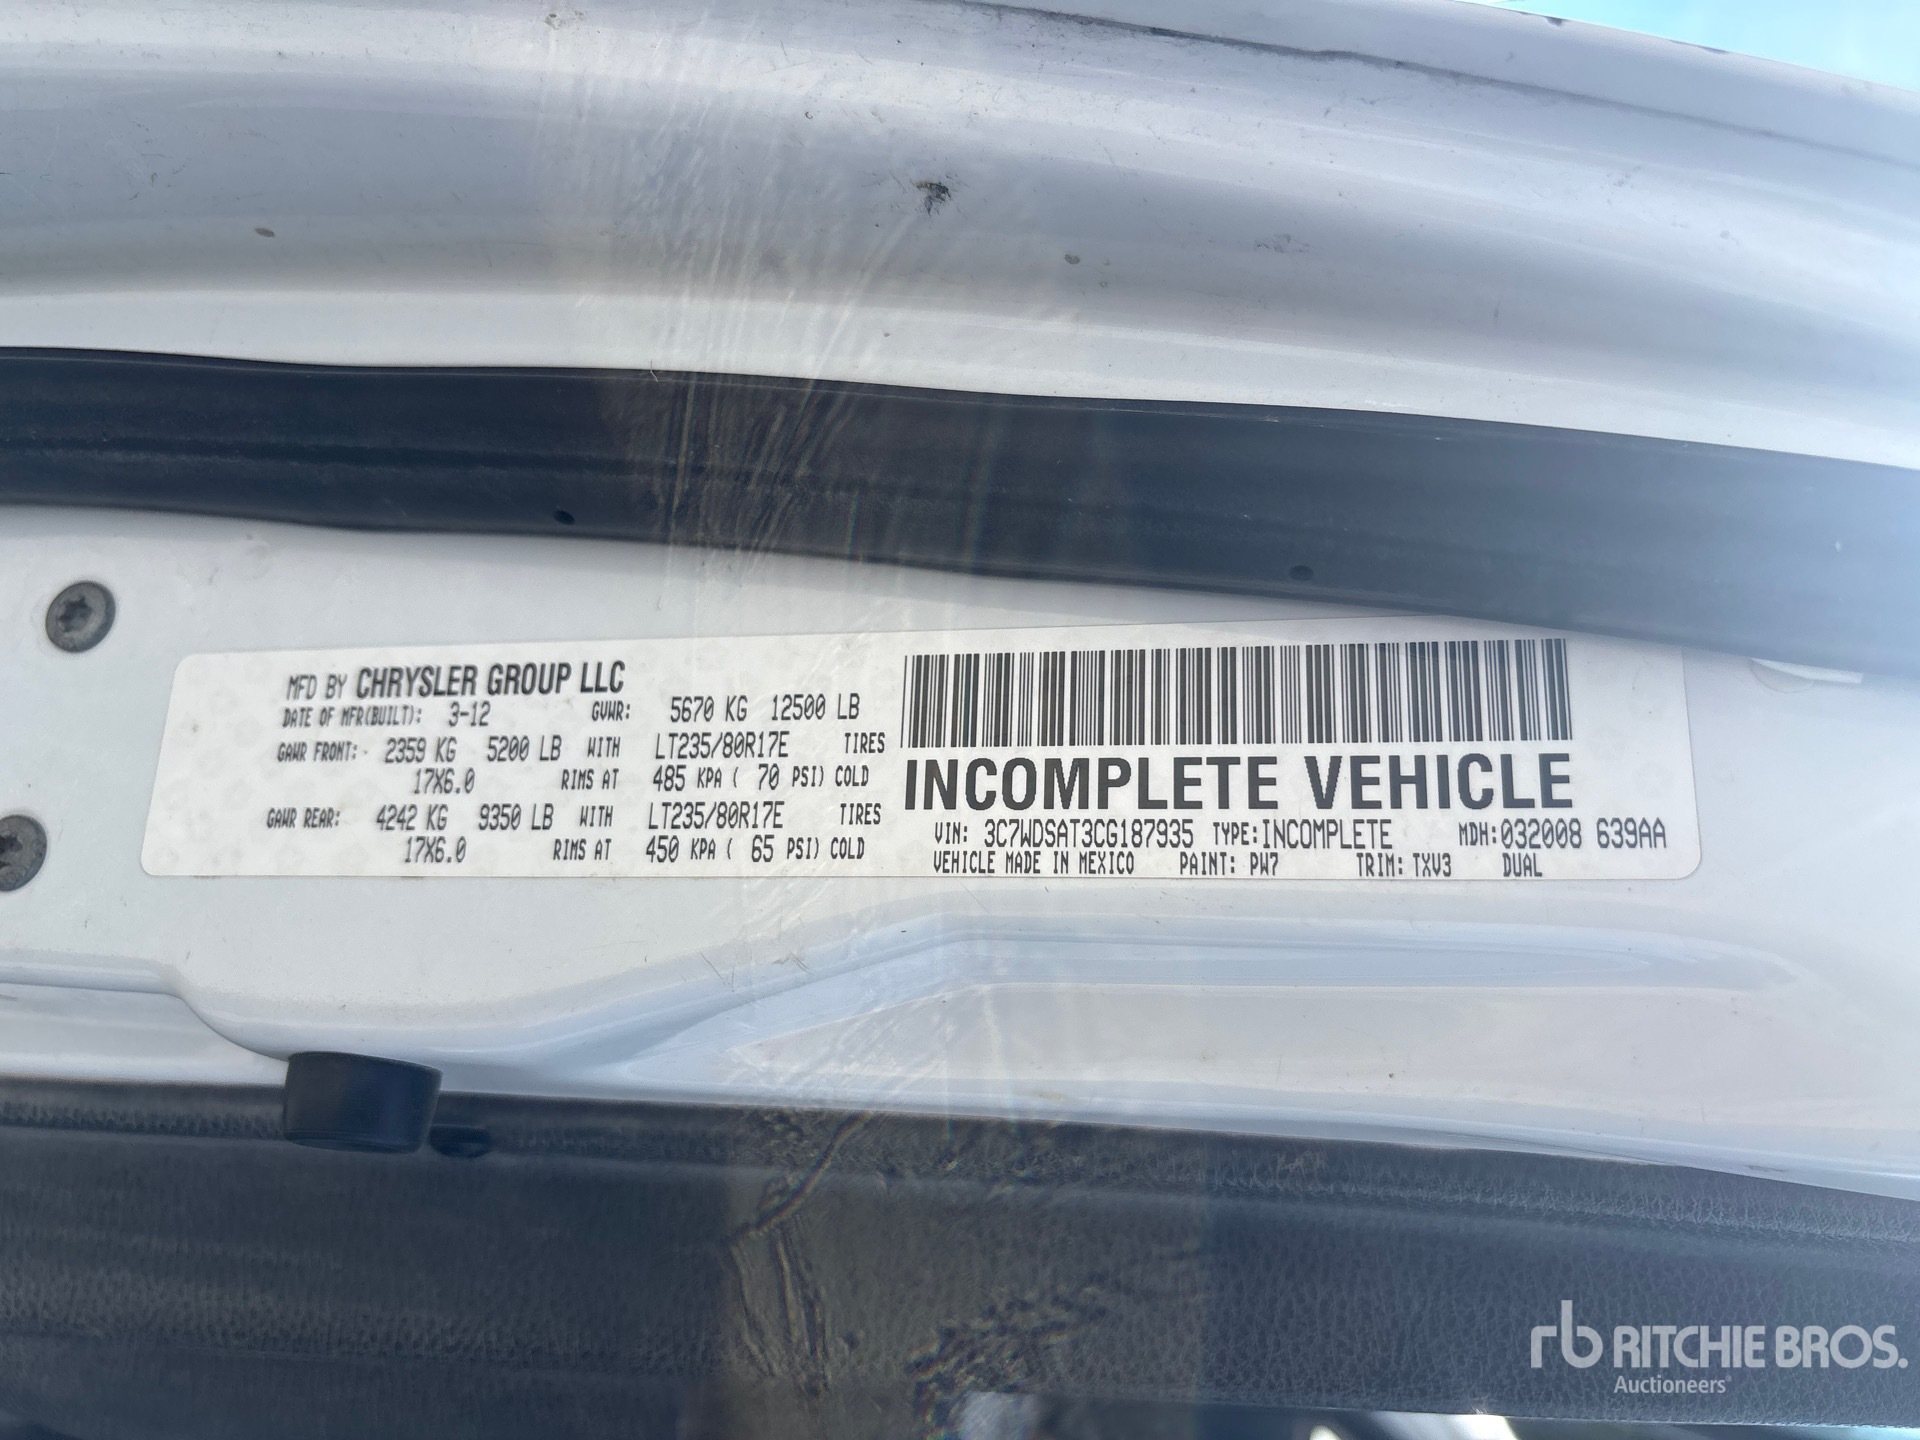 MFD BY CHRYSLER GROUP LLC
DATE OF MFR(BUILT): 3-12 GVWR: 5670 KG 12500 LB
GAWR FRONT: 2359 KG 5200 LB WITH LT235/80R17E TIRES
17X6.0 RIMS AT 485 KPA ( 70 PSI) COLD
GAWR REAR: 4242 KG 9350 LB WITH LT235/80R17E TIRES
17X6.0 RIMS AT 450 KPA ( 65 PSI) COLD
INCOMPLETE VEHICLE
VIN: 3C7WDSAT3CG187935 TYPE:INCOMPLETE MDH:032008 639AA
VEHICLE MADE IN MEXICO PAINT: PW7 TRIM: TXV3 DUAL
rb RITCHIE BROS.
Auctioneers